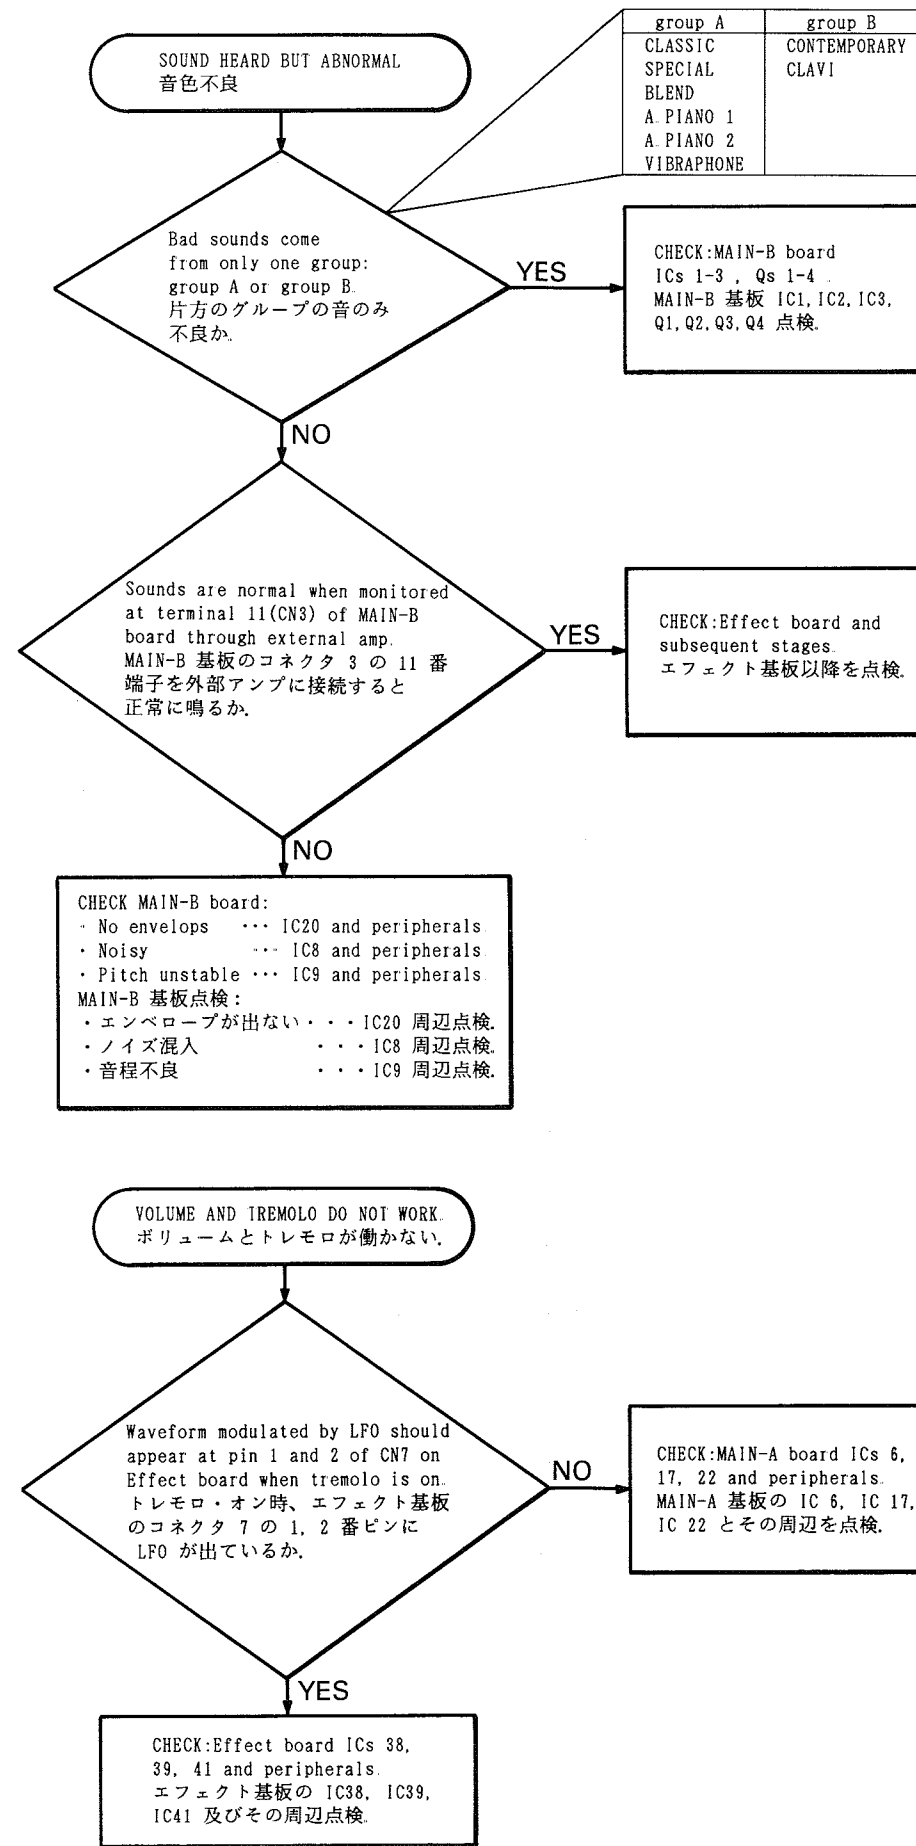 group A group B
CLASSIC CONTEMPORARY
SPECIAL CLAVI
BLEND
A.PIANO 1
A.PIANO 2
VIBRAPHONE
SOUND HEARD BUT ABNORMAL
音色不良
Bad sounds come
from only one group:
group A or group B.
片方のグループの音のみ
不良か.
YES
CHECK:MAIN-B board
ICs 1-3 , Qs 1-4 .
MAIN-B 基板 IC1,IC2,IC3,
Q1,Q2,Q3,Q4 点検.
NO
Sounds are normal when monitored
at terminal 11(CN3) of MAIN-B
board through external amp.
MAIN-B 基板のコネクタ 3 の 11 番
端子を外部アンプに接続すると
正常に鳴るか.
YES
CHECK:Effect board and
subsequent stages.
エフェクト基板以降を点検.
NO
CHECK MAIN-B board:
· No envelops ··· IC20 and peripherals.
· Noisy ··· IC8 and peripherals.
· Pitch unstable ··· IC9 and peripherals.
MAIN-B 基板点検:
・エンベロープが出ない・・・IC20 周辺点検.
・ノイズ混入 ・・・IC8 周辺点検.
・音程不良 ・・・IC9 周辺点検.
VOLUME AND TREMOLO DO NOT WORK.
ボリュームとトレモロが働かない.
Waveform modulated by LFO should
appear at pin 1 and 2 of CN7 on
Effect board when tremolo is on.
トレモロ・オン時、エフェクト基板
のコネクタ 7 の 1, 2 番ピンに
LFO が出ているか.
NO
CHECK:MAIN-A board ICs 6,
17, 22 and peripherals.
MAIN-A 基板の IC 6, IC 17,
IC 22 とその周辺を点検.
YES
CHECK:Effect board ICs 38,
39, 41 and peripherals.
エフェクト基板の IC38, IC39,
IC41 及びその周辺点検.